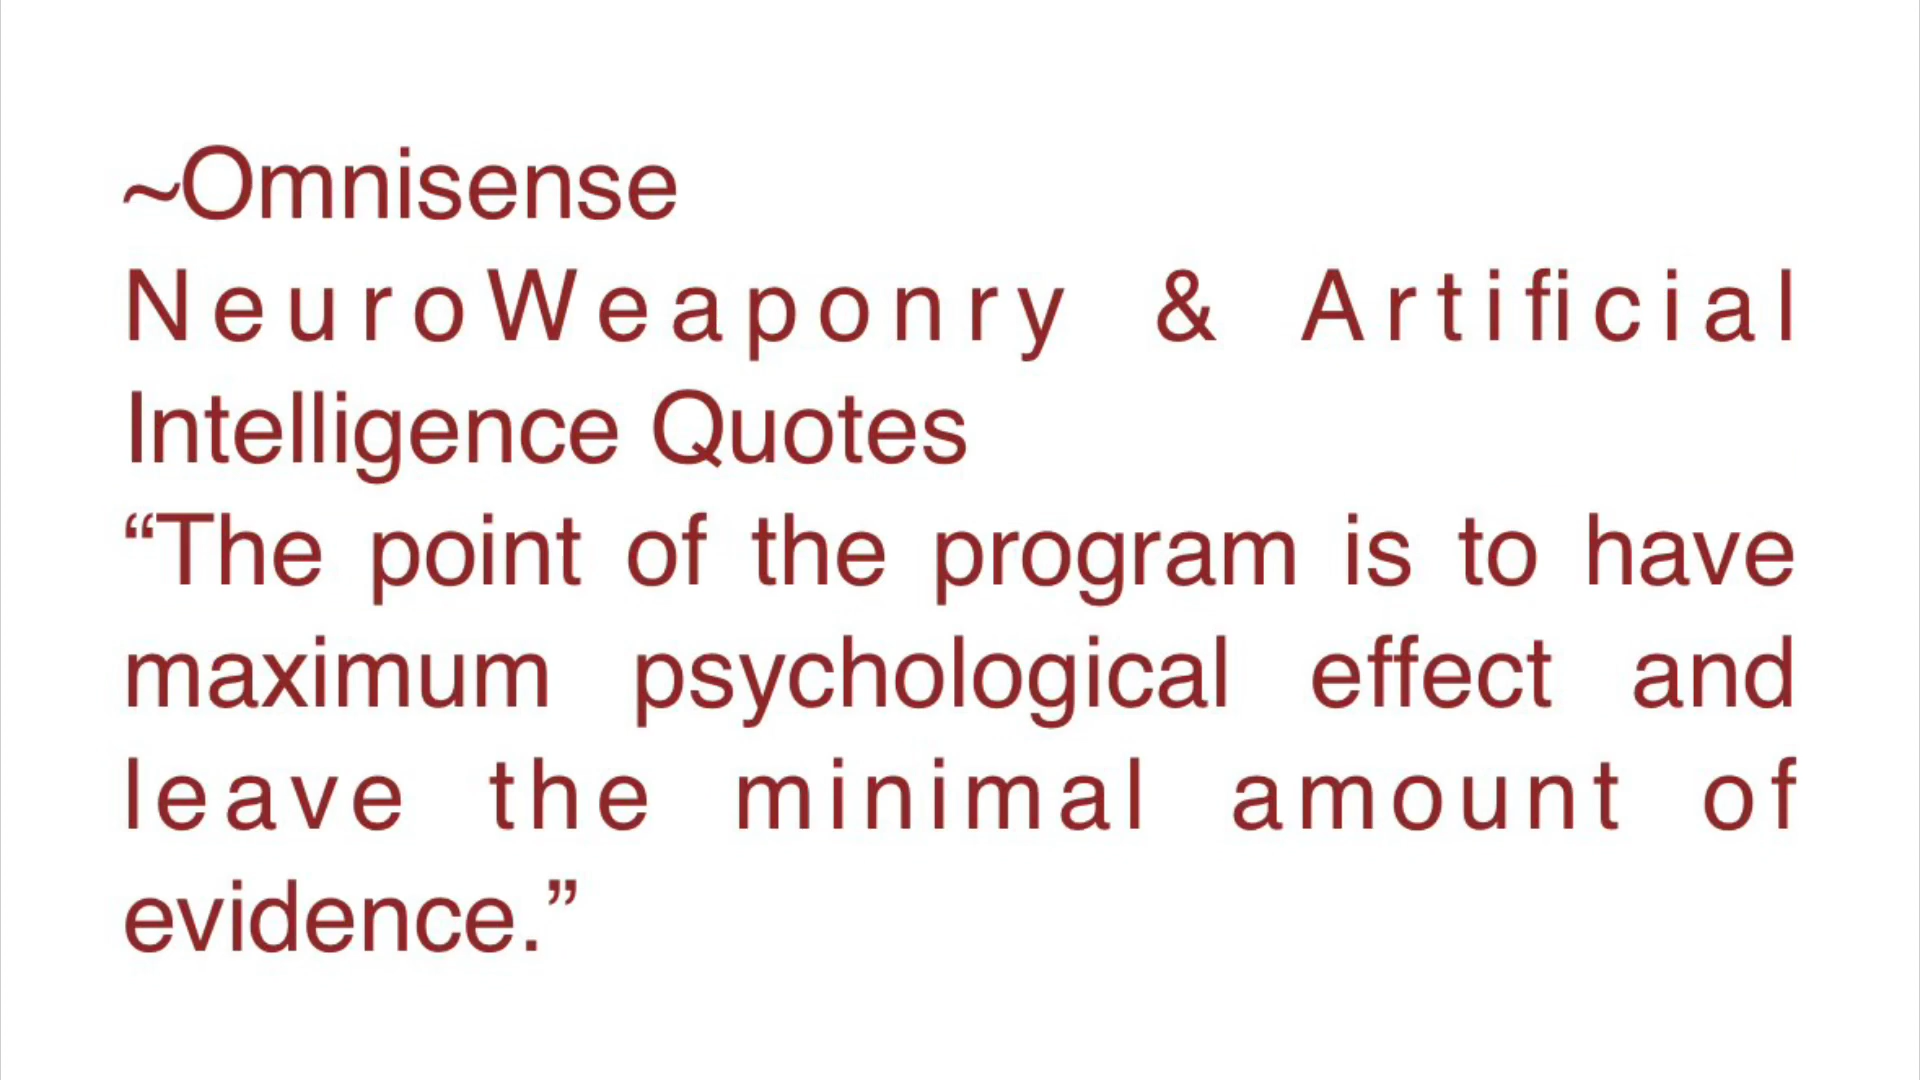 ~Omnisense
NeuroWeaponry & Artificial
Intelligence Quotes
“The point of the program is to have
maximum psychological effect and
leave the minimal amount of
evidence.”